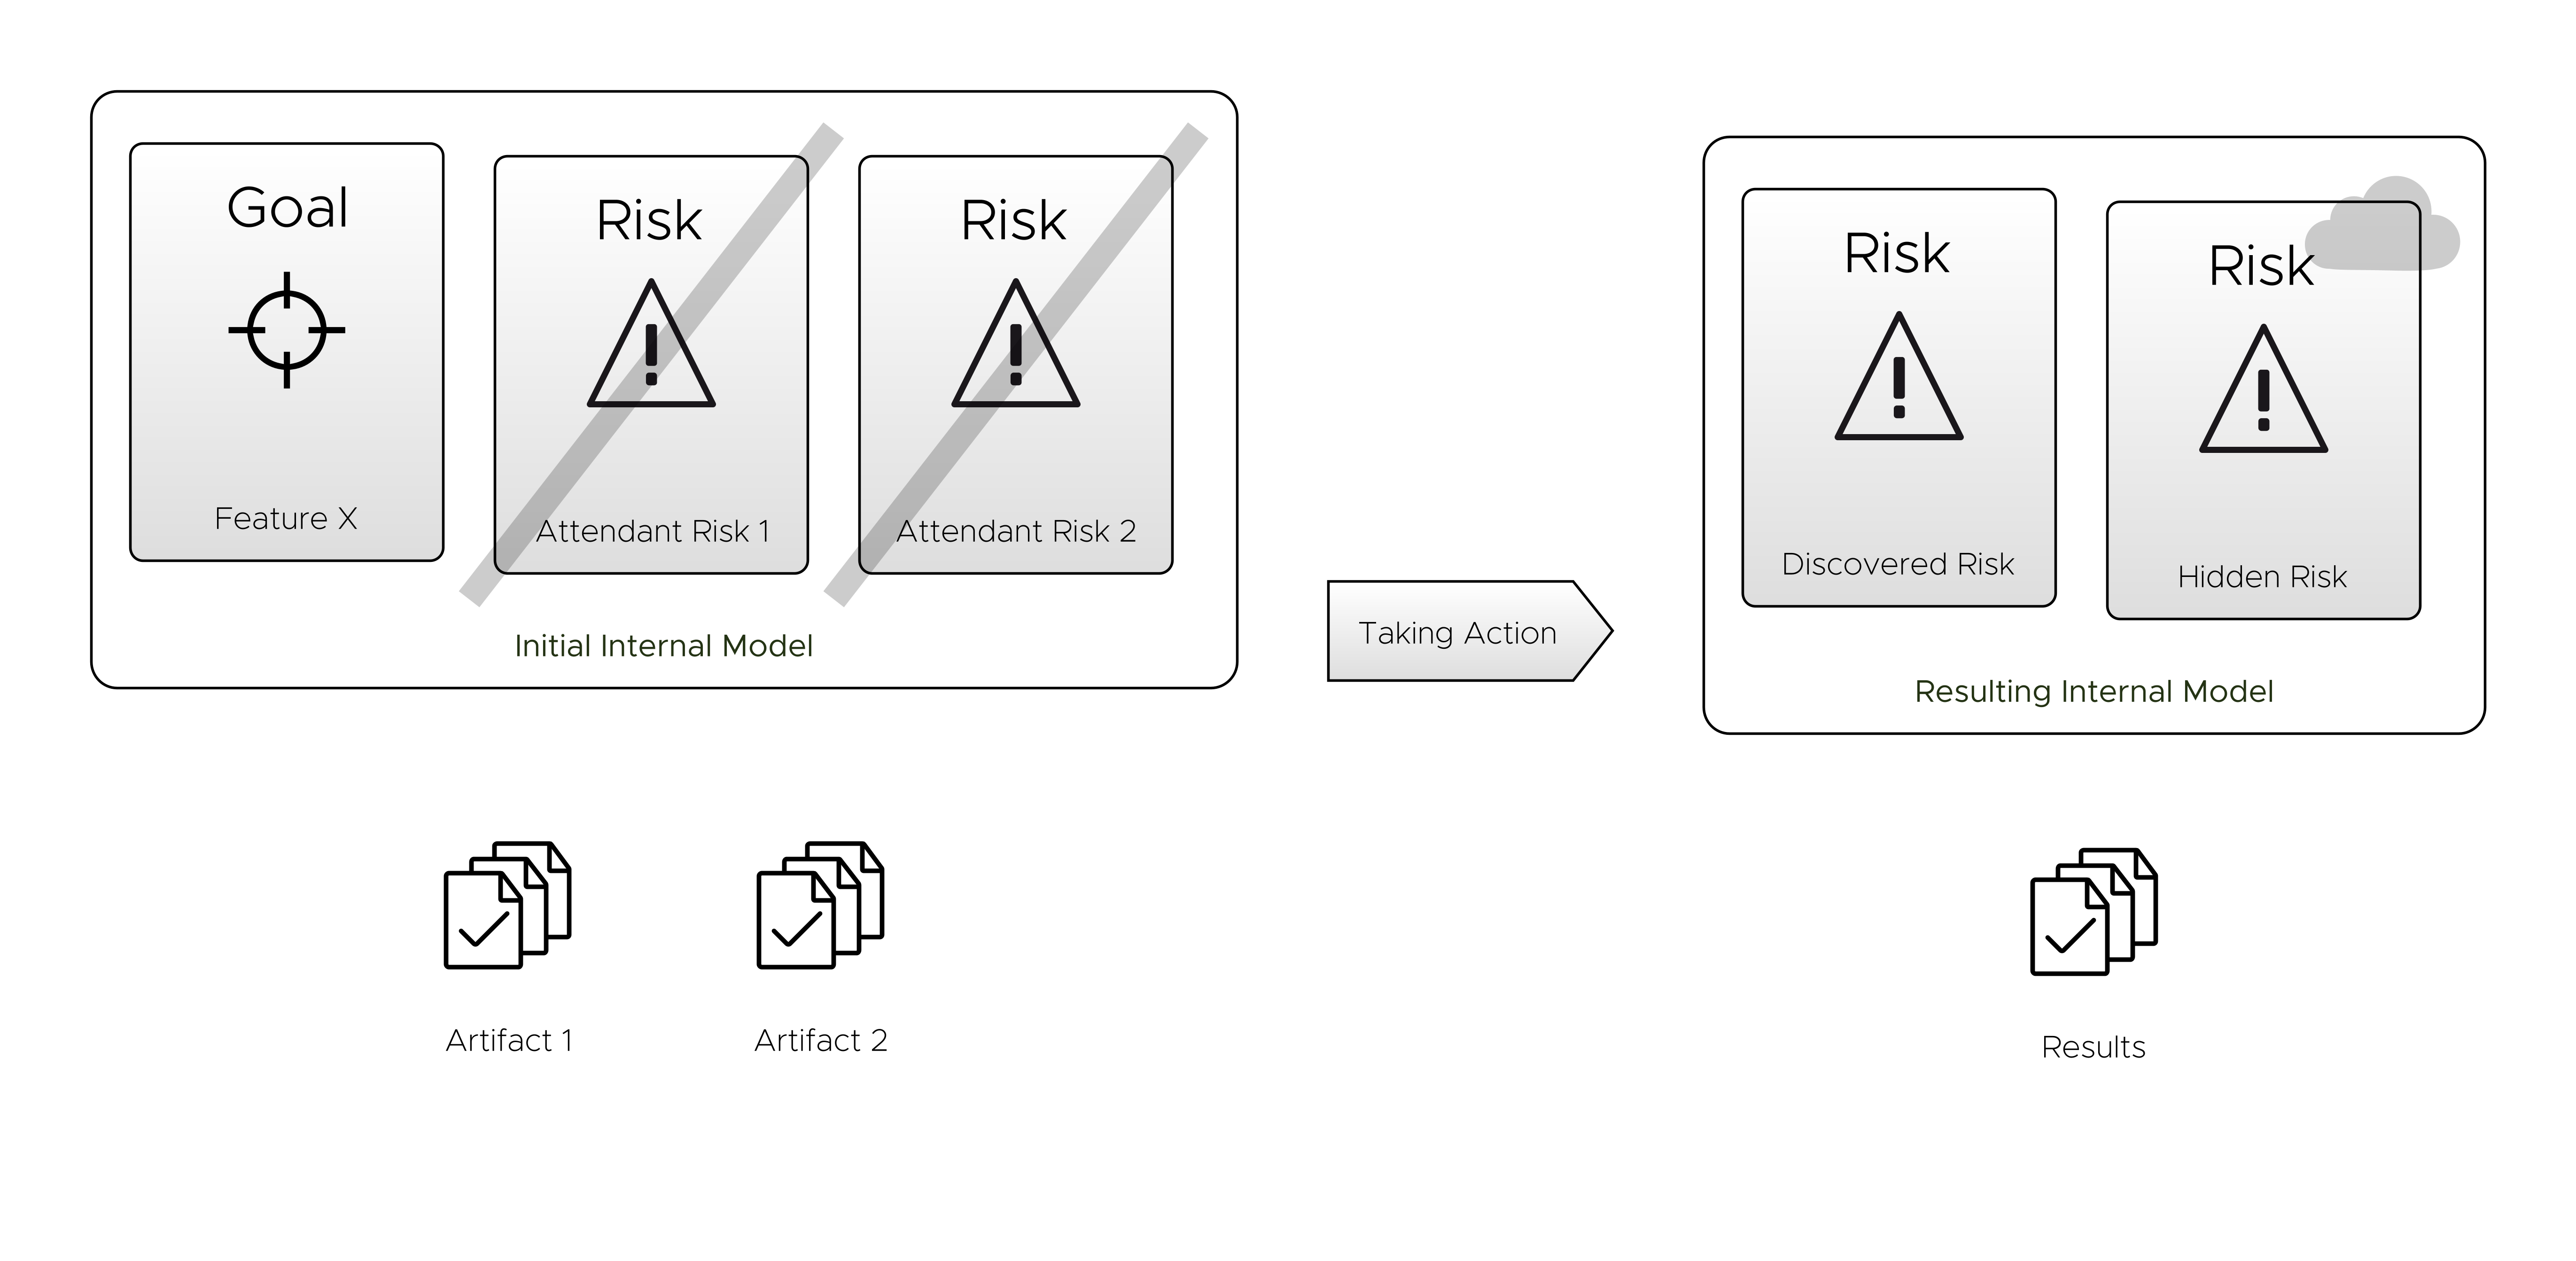 Goal
Feature X
Risk
Attendant Risk 1
Risk
Attendant Risk 2
Initial Internal Model
Taking Action
Risk
Discovered Risk
Risk
Hidden Risk
Resulting Internal Model
Artifact 1
Artifact 2
Results